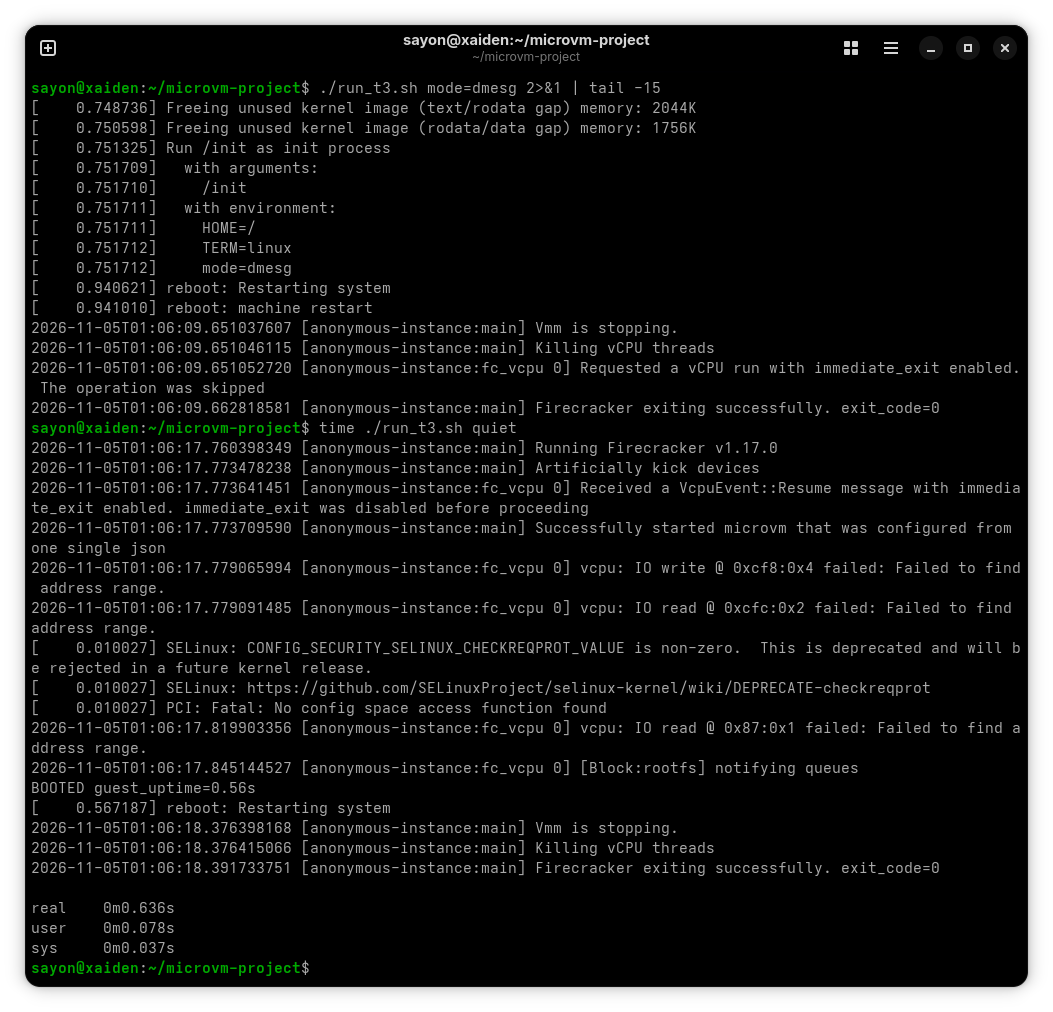 sayon@xaiden:~/microvm-project
~/microvm-project
sayon@xaiden:~/microvm-project$ ./run_t3.sh mode=dmesg 2>&1 | tail -15
[    0.748736] Freeing unused kernel image (text/rodata gap) memory: 2044K
[    0.750598] Freeing unused kernel image (rodata/data gap) memory: 1756K
[    0.751325] Run /init as init process
[    0.751709]   with arguments:
[    0.751710]     /init
[    0.751711]   with environment:
[    0.751711]     HOME=/
[    0.751712]     TERM=linux
[    0.751712]     mode=dmesg
[    0.940621] reboot: Restarting system
[    0.941010] reboot: machine restart
2026-11-05T01:06:09.651037607 [anonymous-instance:main] Vmm is stopping.
2026-11-05T01:06:09.651046115 [anonymous-instance:main] Killing vCPU threads
2026-11-05T01:06:09.651052720 [anonymous-instance:fc_vcpu 0] Requested a vCPU run with immediate_exit enabled.
 The operation was skipped
2026-11-05T01:06:09.662818581 [anonymous-instance:main] Firecracker exiting successfully. exit_code=0
sayon@xaiden:~/microvm-project$ time ./run_t3.sh quiet
2026-11-05T01:06:17.760398349 [anonymous-instance:main] Running Firecracker v1.17.0
2026-11-05T01:06:17.773478238 [anonymous-instance:main] Artificially kick devices
2026-11-05T01:06:17.773641451 [anonymous-instance:fc_vcpu 0] Received a VcpuEvent::Resume message with immedia
te_exit enabled. immediate_exit was disabled before proceeding
2026-11-05T01:06:17.773709590 [anonymous-instance:main] Successfully started microvm that was configured from
one single json
2026-11-05T01:06:17.779065994 [anonymous-instance:fc_vcpu 0] vcpu: IO write @ 0xcf8:0x4 failed: Failed to find
 address range.
2026-11-05T01:06:17.779091485 [anonymous-instance:fc_vcpu 0] vcpu: IO read @ 0xcfc:0x2 failed: Failed to find
address range.
[    0.010027] SELinux: CONFIG_SECURITY_SELINUX_CHECKREQPROT_VALUE is non-zero.  This is deprecated and will b
e rejected in a future kernel release.
[    0.010027] SELinux: https://github.com/SELinuxProject/selinux-kernel/wiki/DEPRECATE-checkreqprot
[    0.010027] PCI: Fatal: No config space access function found
2026-11-05T01:06:17.819903356 [anonymous-instance:fc_vcpu 0] vcpu: IO read @ 0x87:0x1 failed: Failed to find a
ddress range.
2026-11-05T01:06:17.845144527 [anonymous-instance:fc_vcpu 0] [Block:rootfs] notifying queues
BOOTED guest_uptime=0.56s
[    0.567187] reboot: Restarting system
2026-11-05T01:06:18.376398168 [anonymous-instance:main] Vmm is stopping.
2026-11-05T01:06:18.376415066 [anonymous-instance:main] Killing vCPU threads
2026-11-05T01:06:18.391733751 [anonymous-instance:main] Firecracker exiting successfully. exit_code=0
real    0m0.636s
user    0m0.078s
sys     0m0.037s
sayon@xaiden:~/microvm-project$